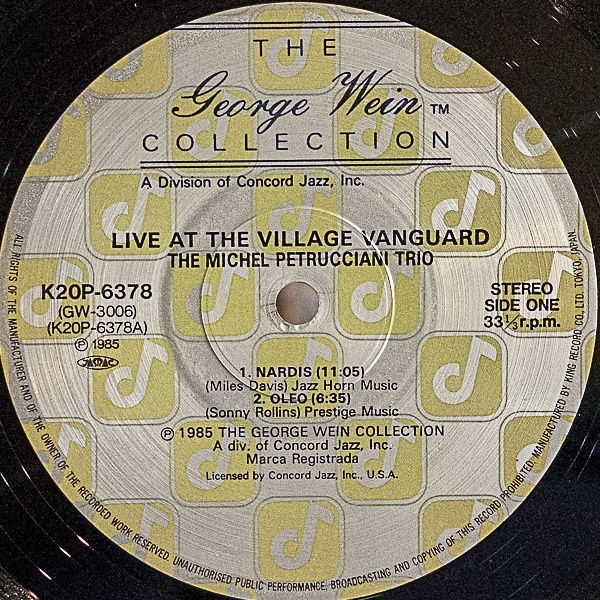 THE
George Wein TM
COLLECTION
A Division of Concord Jazz, Inc.
LIVE AT THE VILLAGE VANGUARD
THE MICHEL PETRUCCIANI TRIO
K20P-6378
(GW-3006)
(K20P-6378A)
Ⓟ 1985
JASRAC
STEREO
SIDE ONE
33⅓r.p.m.
1. NARDIS (11:05)
(Miles Davis) Jazz Horn Music
2. OLEO (6:35)
(Sonny Rollins) Prestige Music
Ⓟ 1985 THE GEORGE WEIN COLLECTION
A div. of Concord Jazz, Inc.
Marca Registrada
Licensed by Concord Jazz, Inc., U.S.A.
ALL RIGHTS OF THE MANUFACTURER AND OF THE OWNER OF THE RECORDED WORK RESERVED. UNAUTHORISED PUBLIC PERFORMANCE, BROADCASTING AND COPYING OF THIS RECORD PROHIBITED. MANUFACTURED BY KING RECORD CO., LTD. TOKYO, JAPAN.